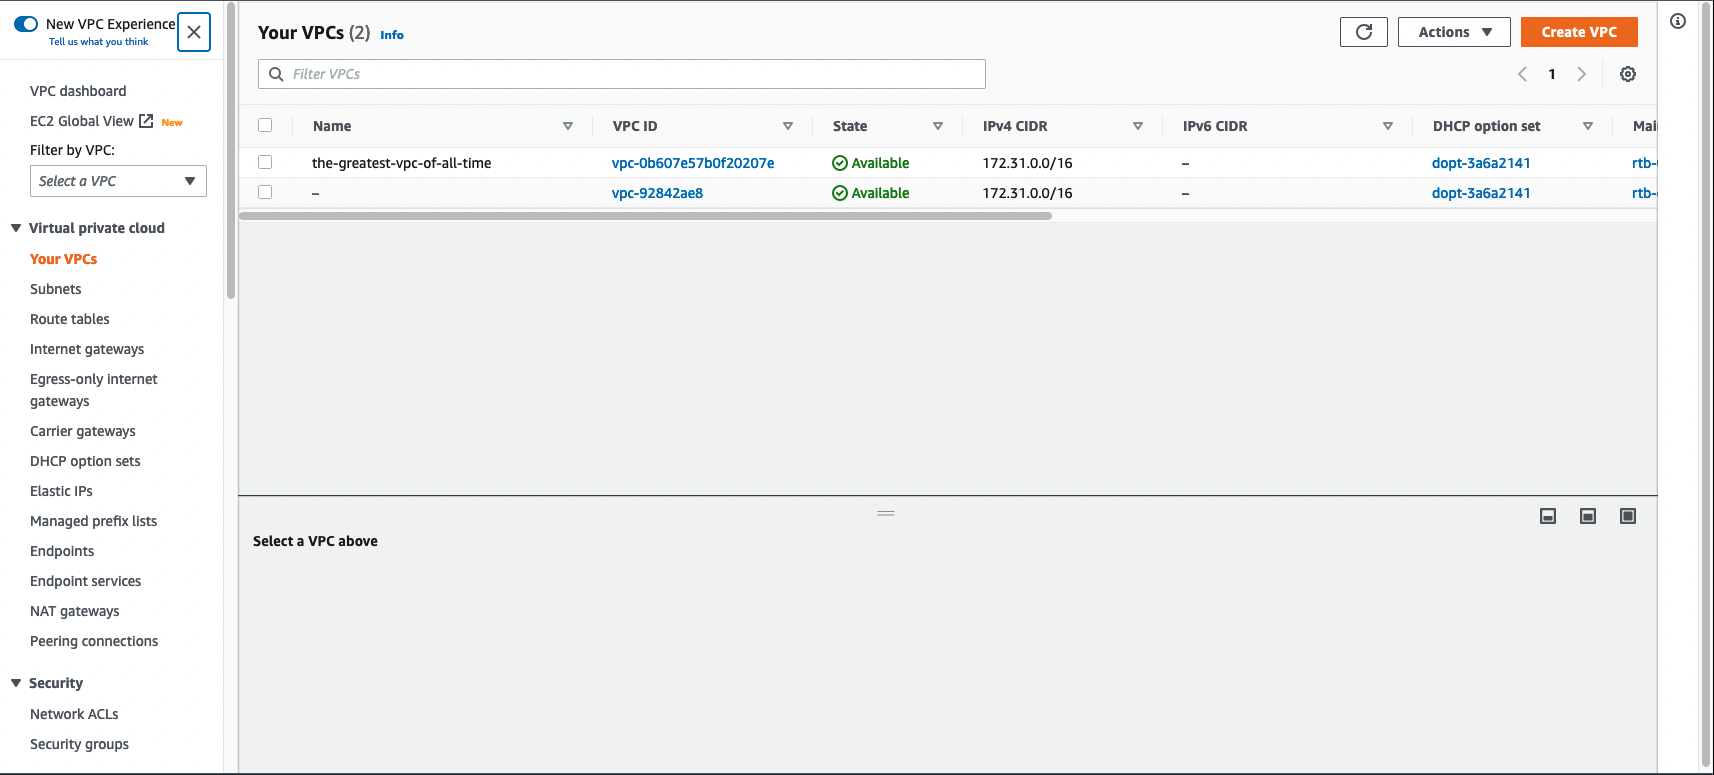 New VPC Experience
Tell us what you think
VPC dashboard
EC2 Global View New
Filter by VPC:
Select a VPC
Virtual private cloud
Your VPCs
Subnets
Route tables
Internet gateways
Egress-only internet
gateways
Carrier gateways
DHCP option sets
Elastic IPs
Managed prefix lists
Endpoints
Endpoint services
NAT gateways
Peering connections
Security
Network ACLs
Security groups
Your VPCs (2) Info
Actions
Create VPC
Filter VPCs
1
Name VPC ID State IPv4 CIDR IPv6 CIDR DHCP option set Mai
the-greatest-vpc-of-all-time vpc-0b607e57b0f20207e Available 172.31.0.0/16 – dopt-3a6a2141 rtb-
– vpc-92842ae8 Available 172.31.0.0/16 – dopt-3a6a2141 rtb-
Select a VPC above